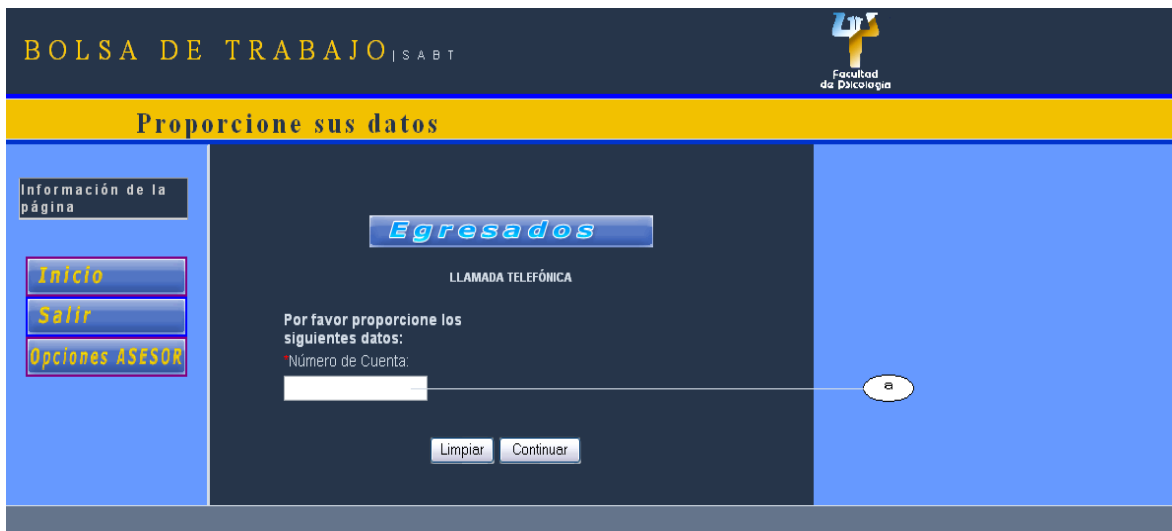 BOLSA DE TRABAJO|SABT
Facultad
de Psicología
Proporcione sus datos
Información de la
página
Inicio
Salir
Opciones ASESOR
Egresados
LLAMADA TELEFÓNICA
Por favor proporcione los
siguientes datos:
*Número de Cuenta:
a
Limpiar Continuar